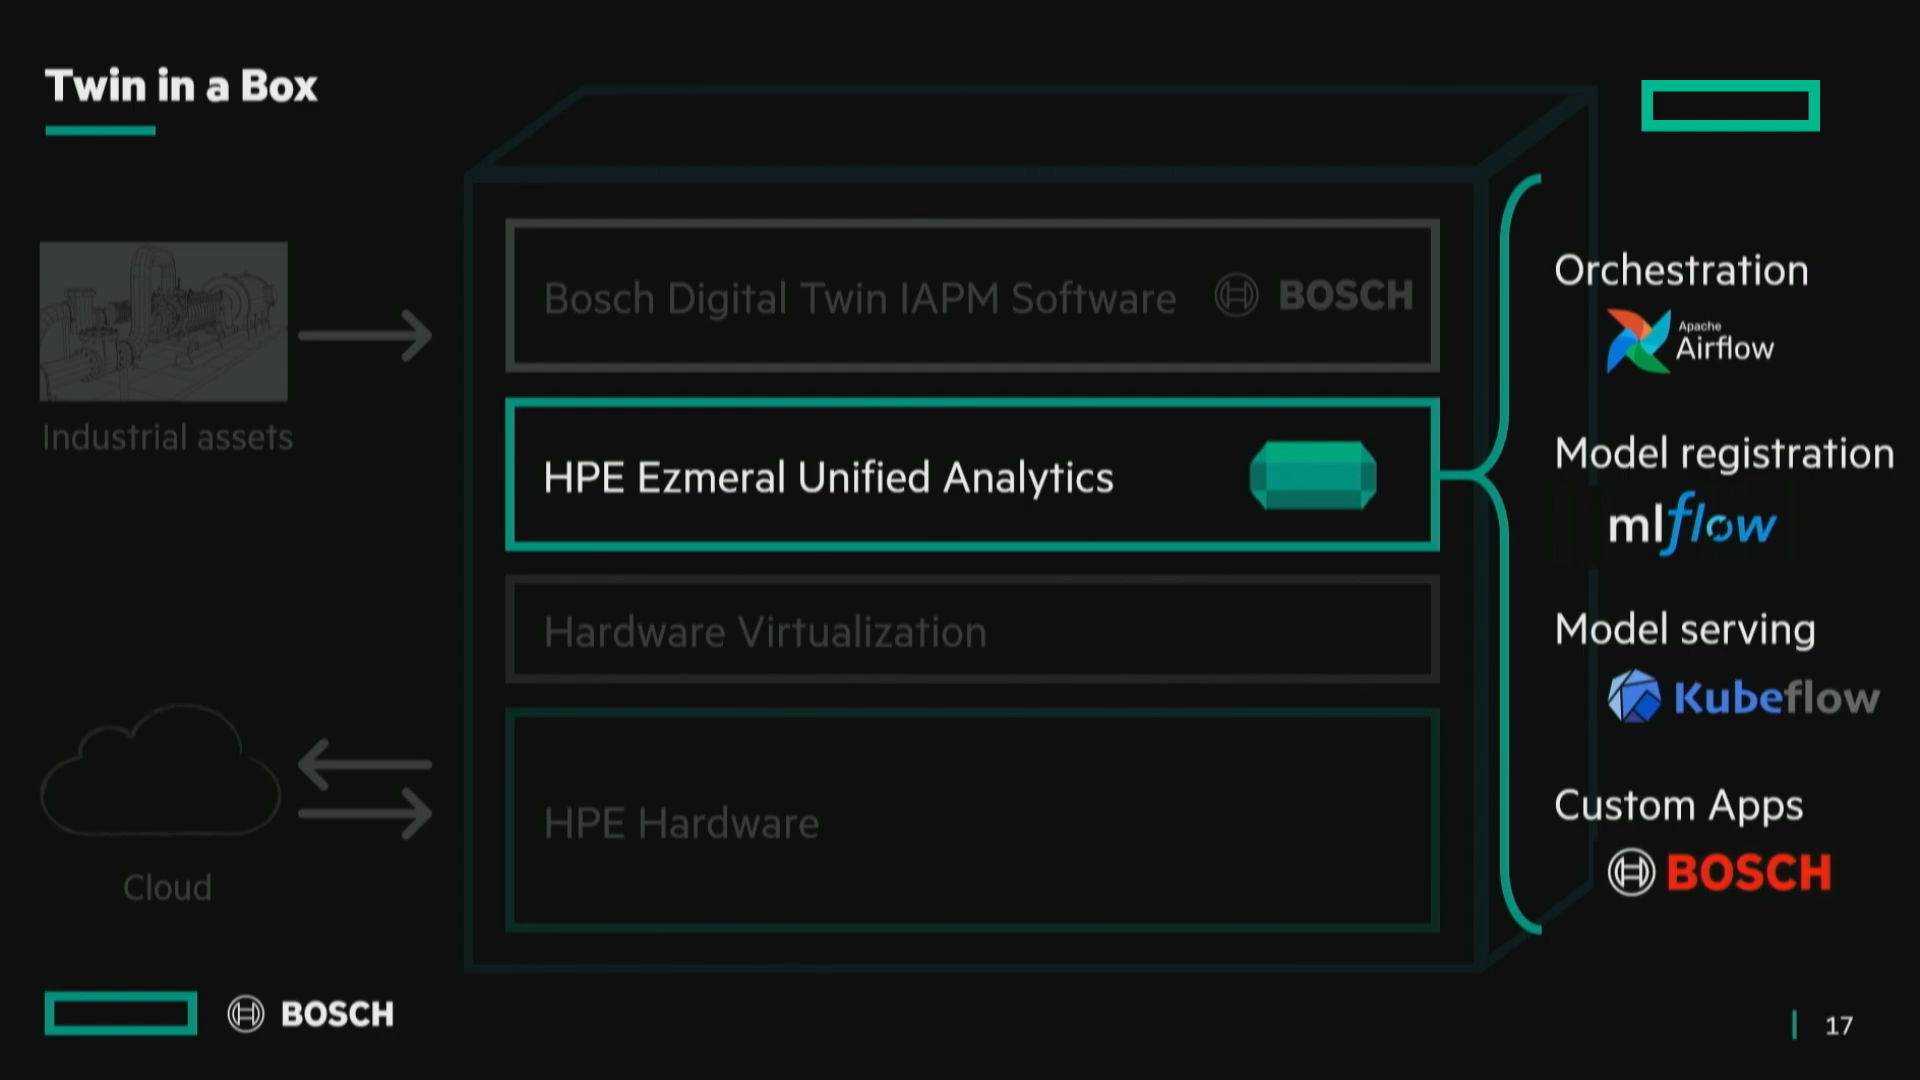 Twin in a Box
Industrial assets
Cloud
Bosch Digital Twin IAPM Software
BOSCH
HPE Ezmeral Unified Analytics
Hardware Virtualization
HPE Hardware
Orchestration
Apache
Airflow
Model registration
mlflow
Model serving
Kubeflow
Custom Apps
BOSCH
BOSCH
17